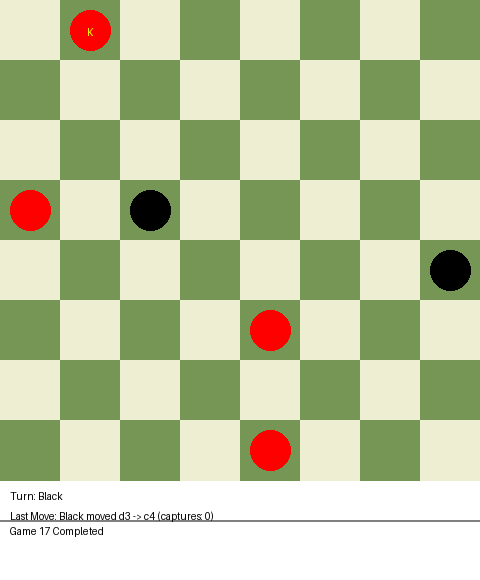 K
Turn: Black
Last Move: Black moved d3 -> c4 (captures: 0)
Game 17 Completed